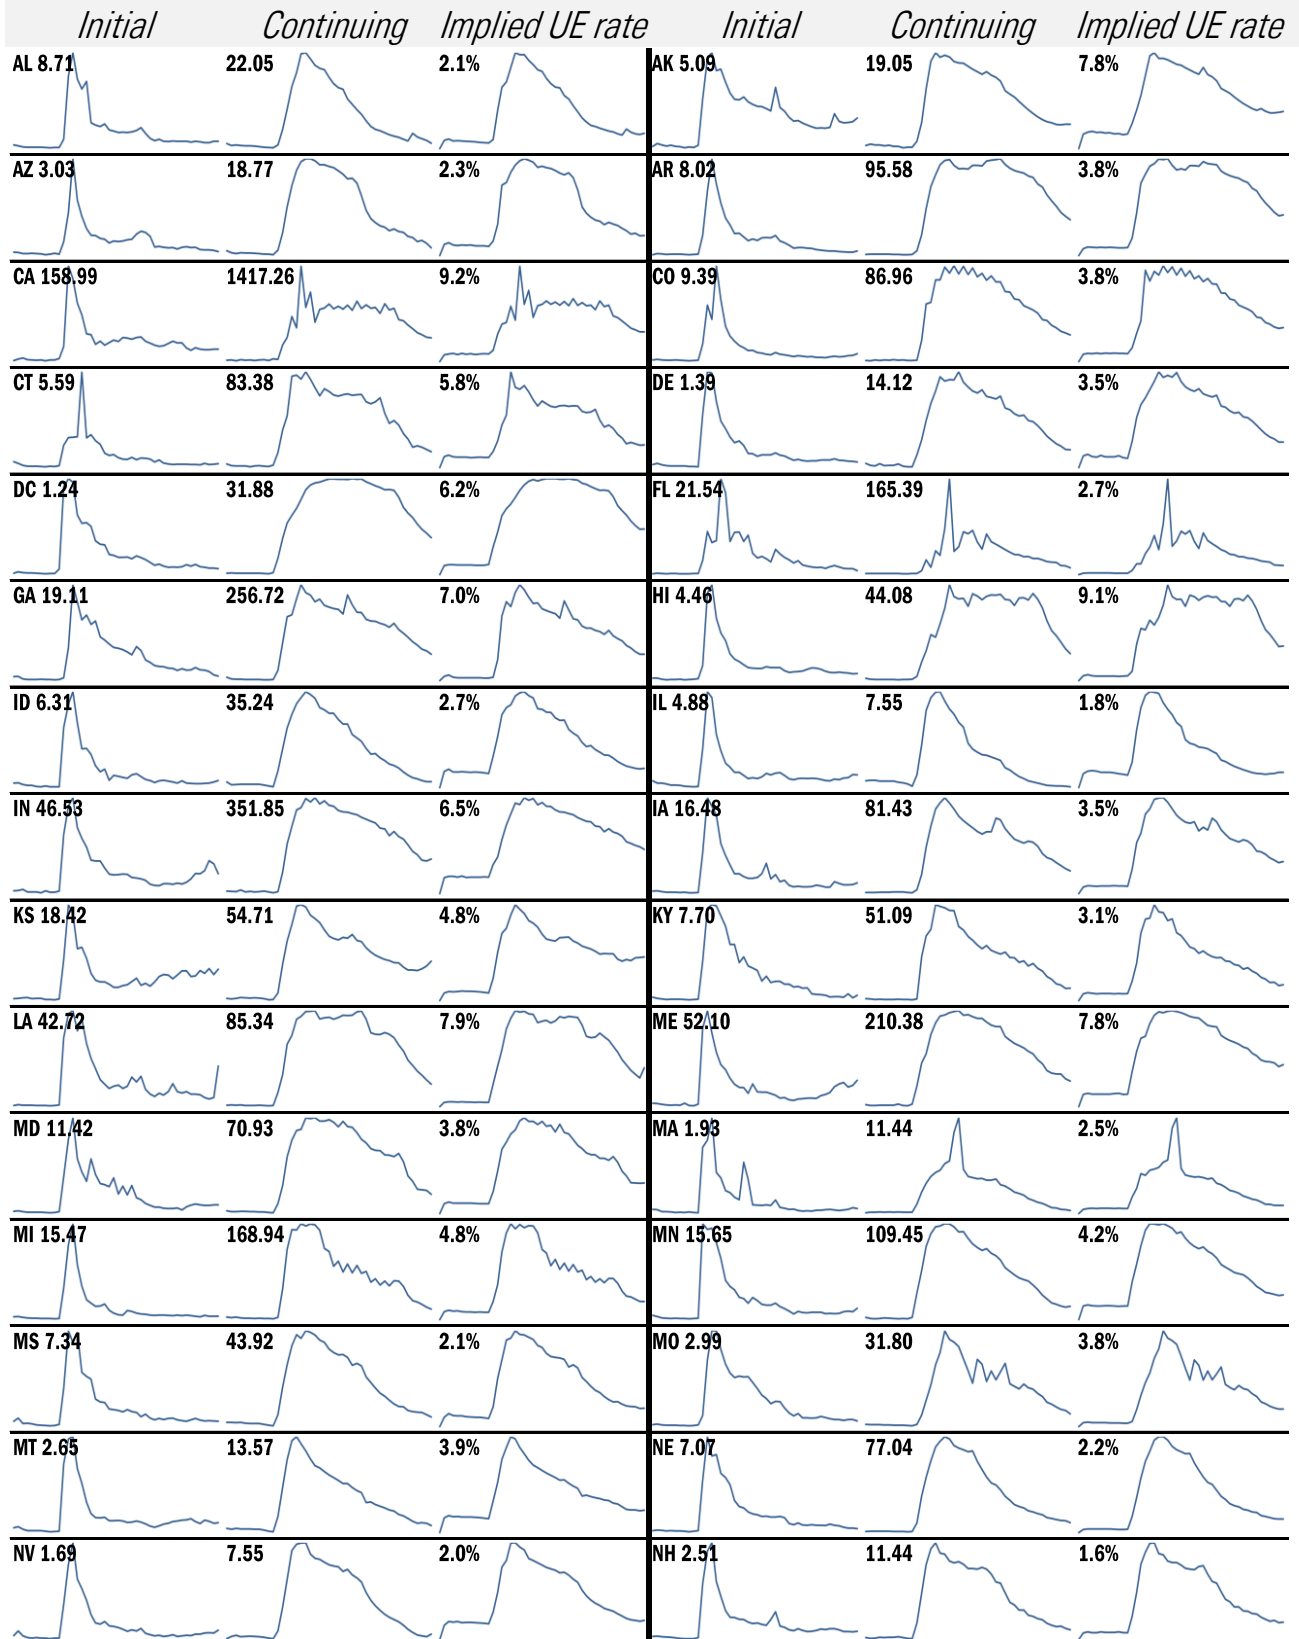 Initial Continuing Implied UE rate Initial Continuing Implied UE rate
AL 8.71 22.05 2.1% AK 5.09 19.05 7.8%
AZ 3.03 18.77 2.3% AR 8.02 95.58 3.8%
CA 158.99 1417.26 9.2% CO 9.39 86.96 3.8%
CT 5.59 83.38 5.8% DE 1.39 14.12 3.5%
DC 1.24 31.88 6.2% FL 21.54 165.39 2.7%
GA 19.11 256.72 7.0% HI 4.46 44.08 9.1%
ID 6.31 35.24 2.7% IL 4.88 7.55 1.8%
IN 46.53 351.85 6.5% IA 16.48 81.43 3.5%
KS 18.42 54.71 4.8% KY 7.70 51.09 3.1%
LA 42.72 85.34 7.9% ME 52.10 210.38 7.8%
MD 11.42 70.93 3.8% MA 1.93 11.44 2.5%
MI 15.47 168.94 4.8% MN 15.65 109.45 4.2%
MS 7.34 43.92 2.1% MO 2.99 31.80 3.8%
MT 2.65 13.57 3.9% NE 7.07 77.04 2.2%
NV 1.69 7.55 2.0% NH 2.51 11.44 1.6%